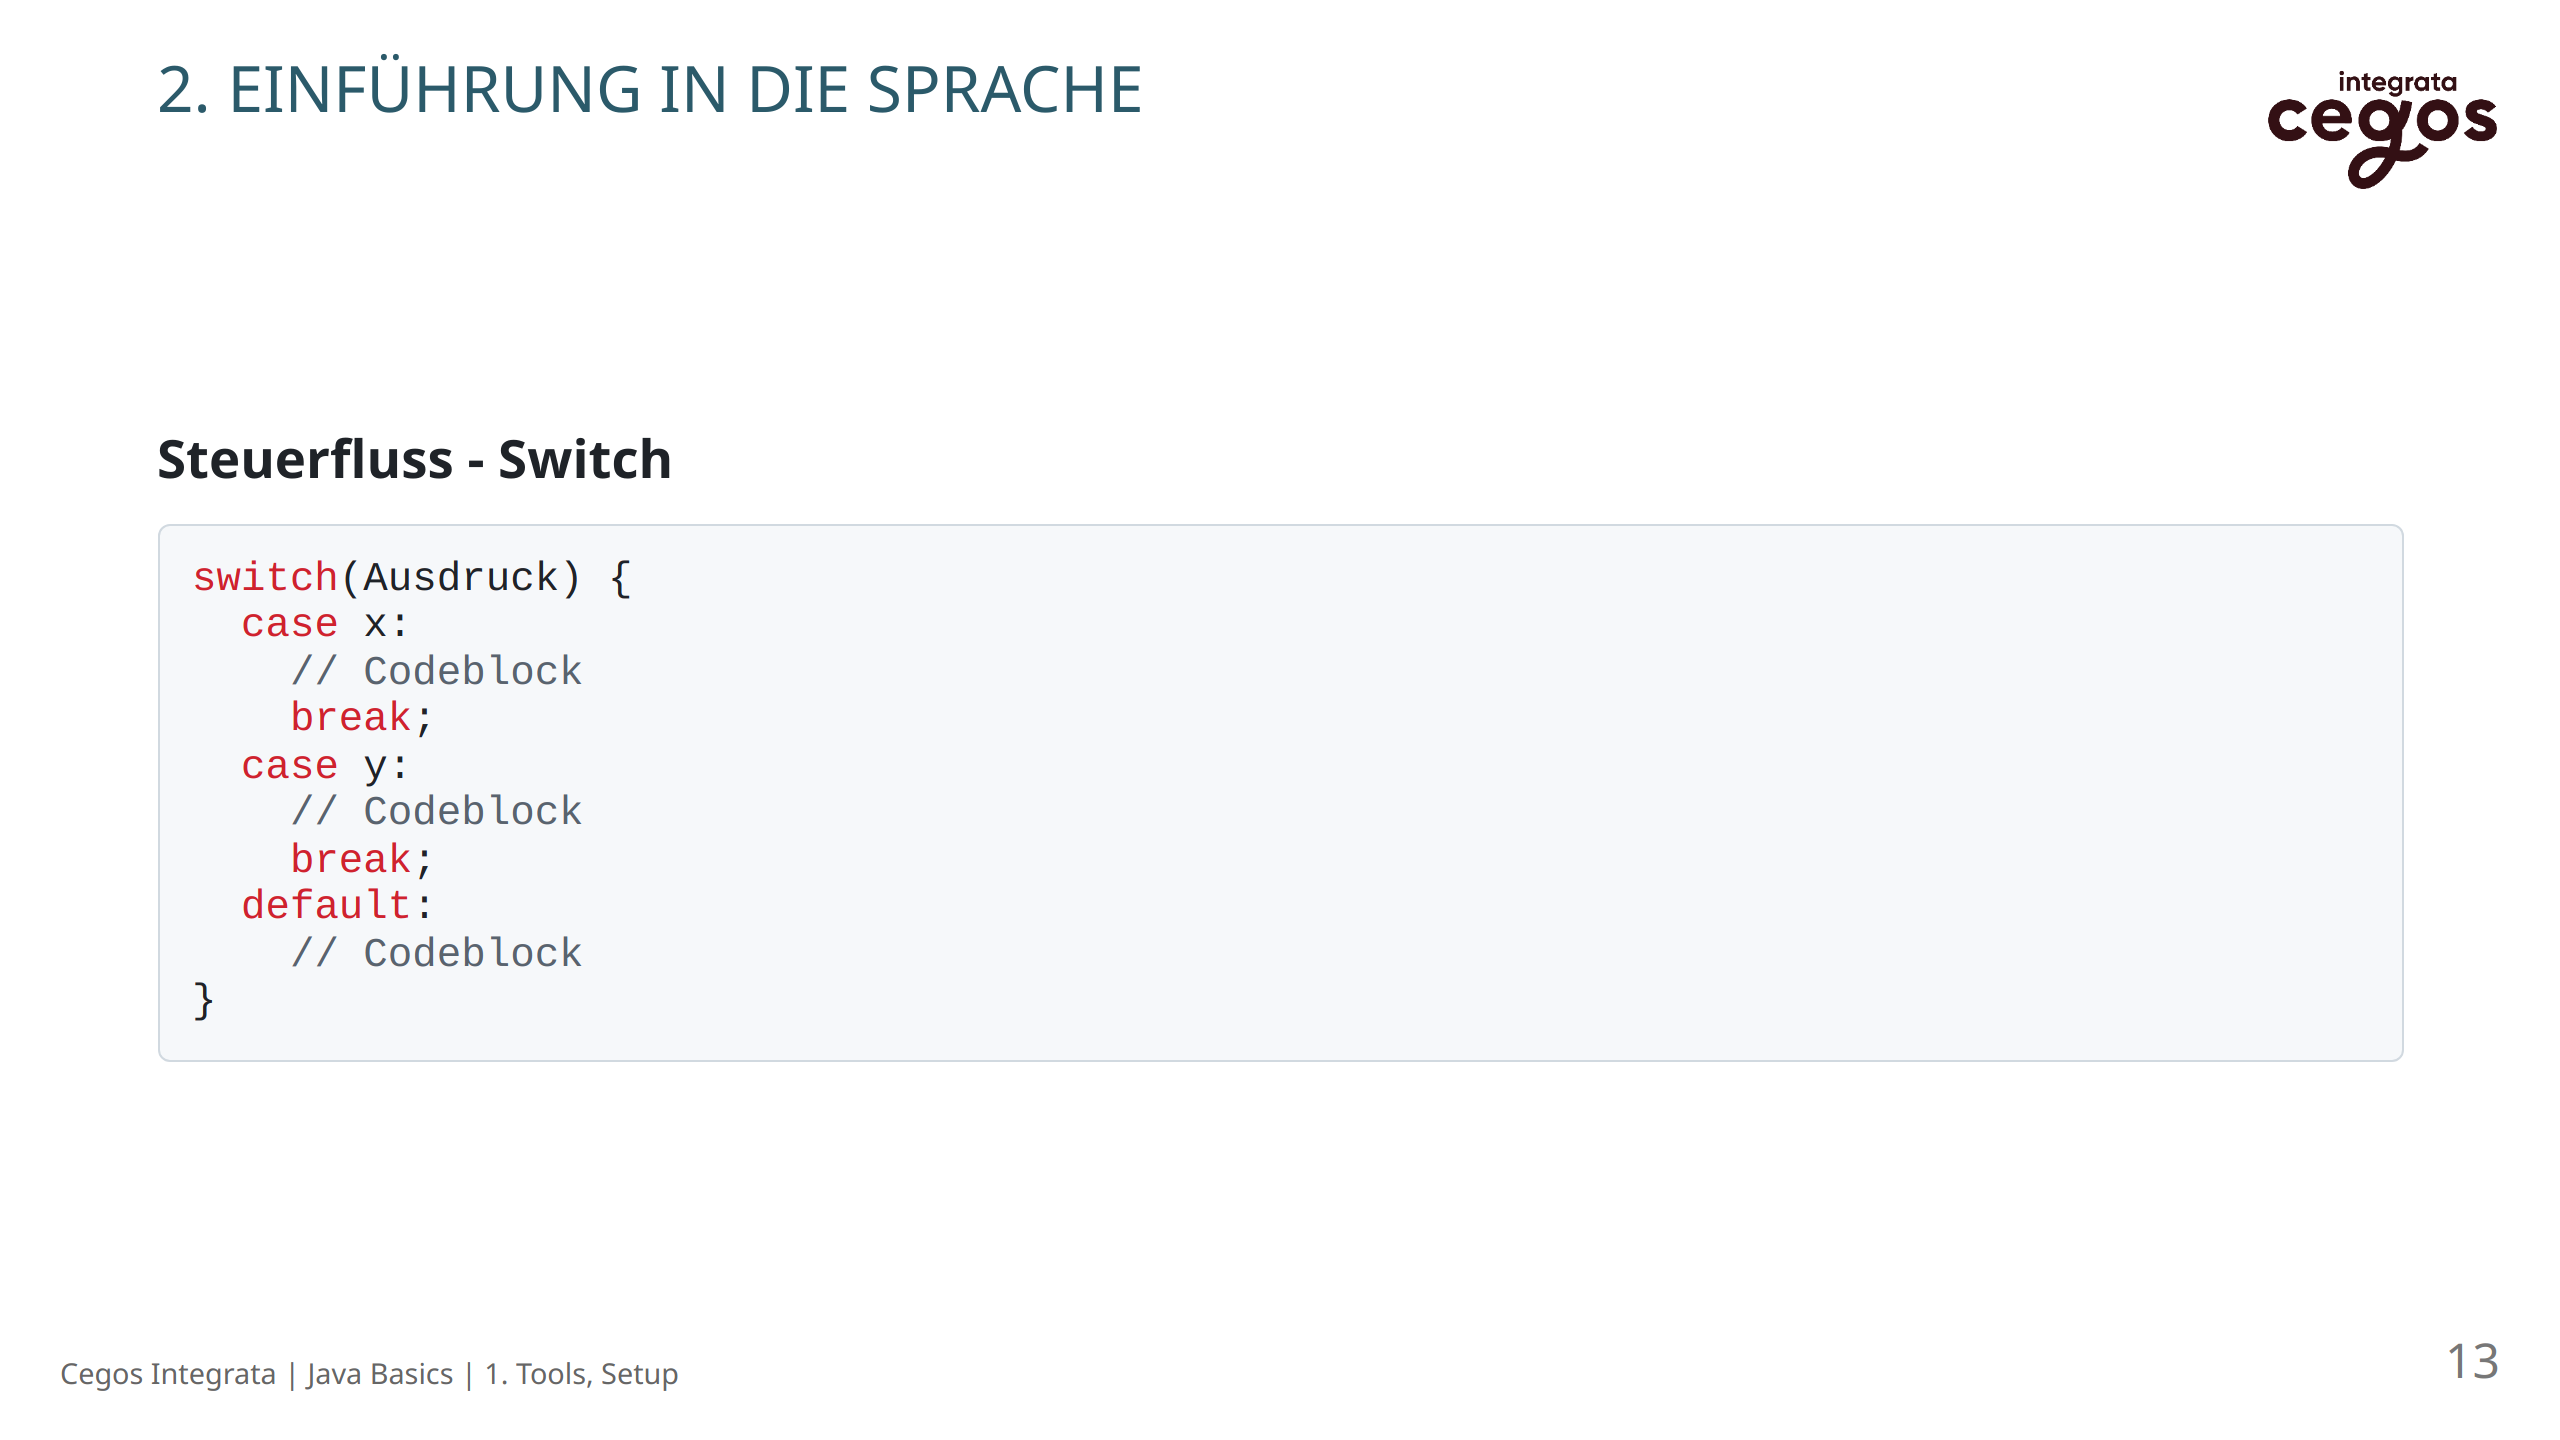 2. EINFÜHRUNG IN DIE SPRACHE
integrata
cegos
Steuerfluss - Switch
switch(Ausdruck) {
  case x:
    // Codeblock
    break;
  case y:
    // Codeblock
    break;
  default:
    // Codeblock
}
Cegos Integrata | Java Basics | 1. Tools, Setup
13